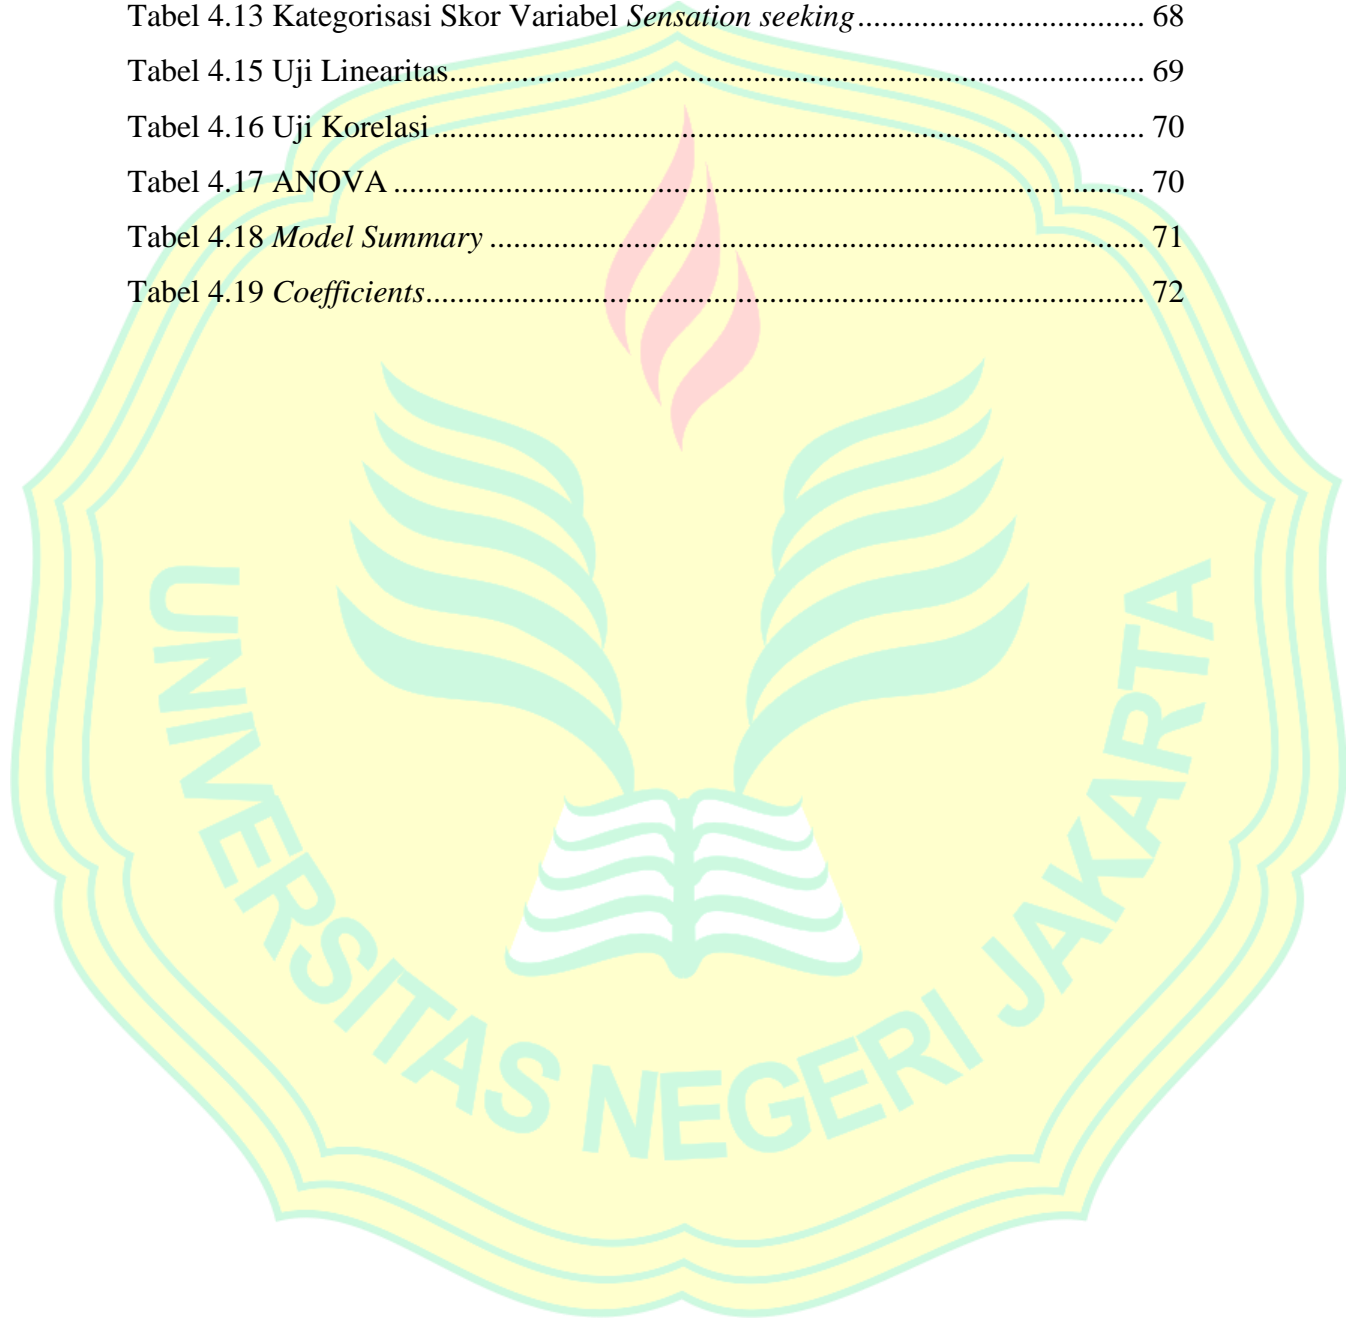 Tabel 4.13 Kategorisasi Skor Variabel Sensation seeking.................................... 68
Tabel 4.15 Uji Linearitas....................................................................................... 69
Tabel 4.16 Uji Korelasi......................................................................................... 70
Tabel 4.17 ANOVA .............................................................................................. 70
Tabel 4.18 Model Summary .................................................................................. 71
Tabel 4.19 Coefficients.......................................................................................... 72
UNIVERSITAS NEGERI JAKARTA